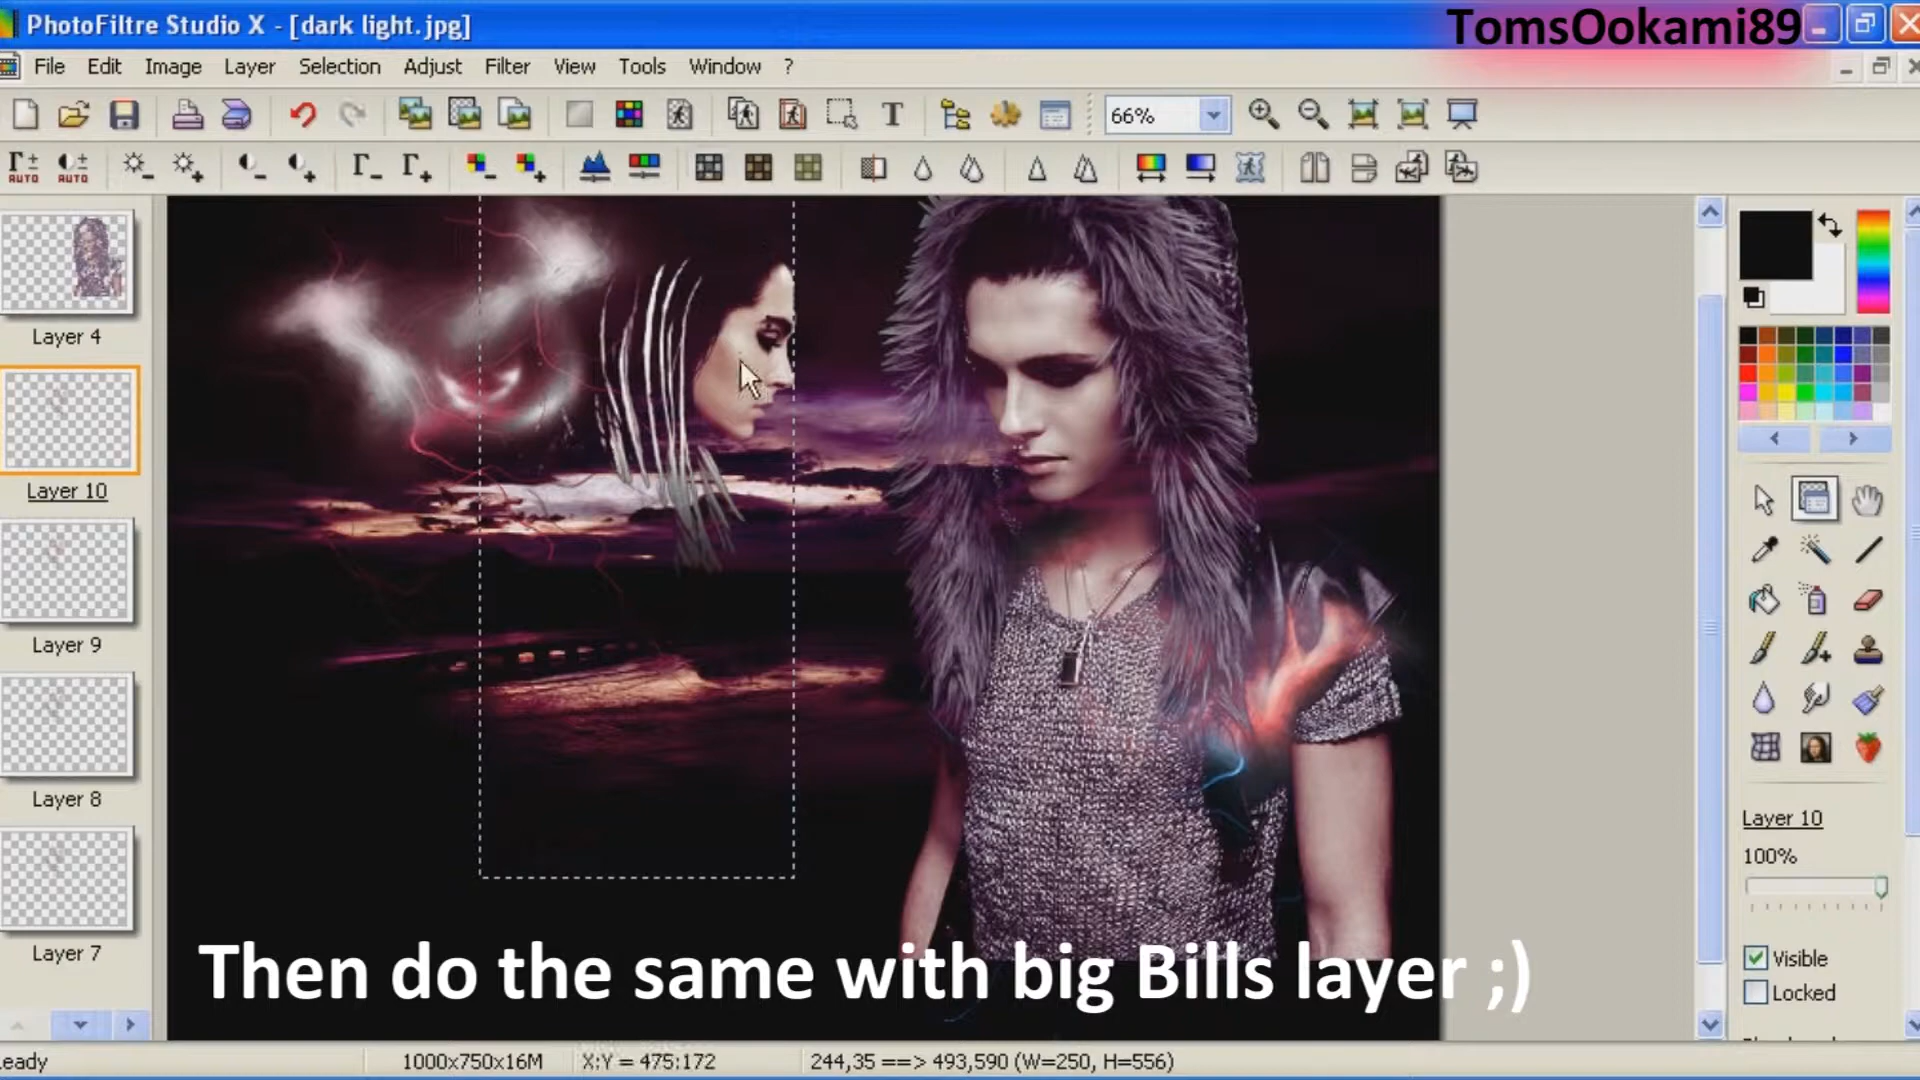 PhotoFiltre Studio X - [dark light.jpg]
TomsOokami89
File Edit Image Layer Selection Adjust Filter View Tools Window ?
66%
AUTO AUTO
Layer 4
Layer 10
Layer 9
Layer 8
Layer 7
Layer 10
100%
Visible
Locked
Then do the same with big Bills layer ;)
eady 1000x750x16M X:Y = 475:172 244,35 ==> 493,590 (W=250, H=556)